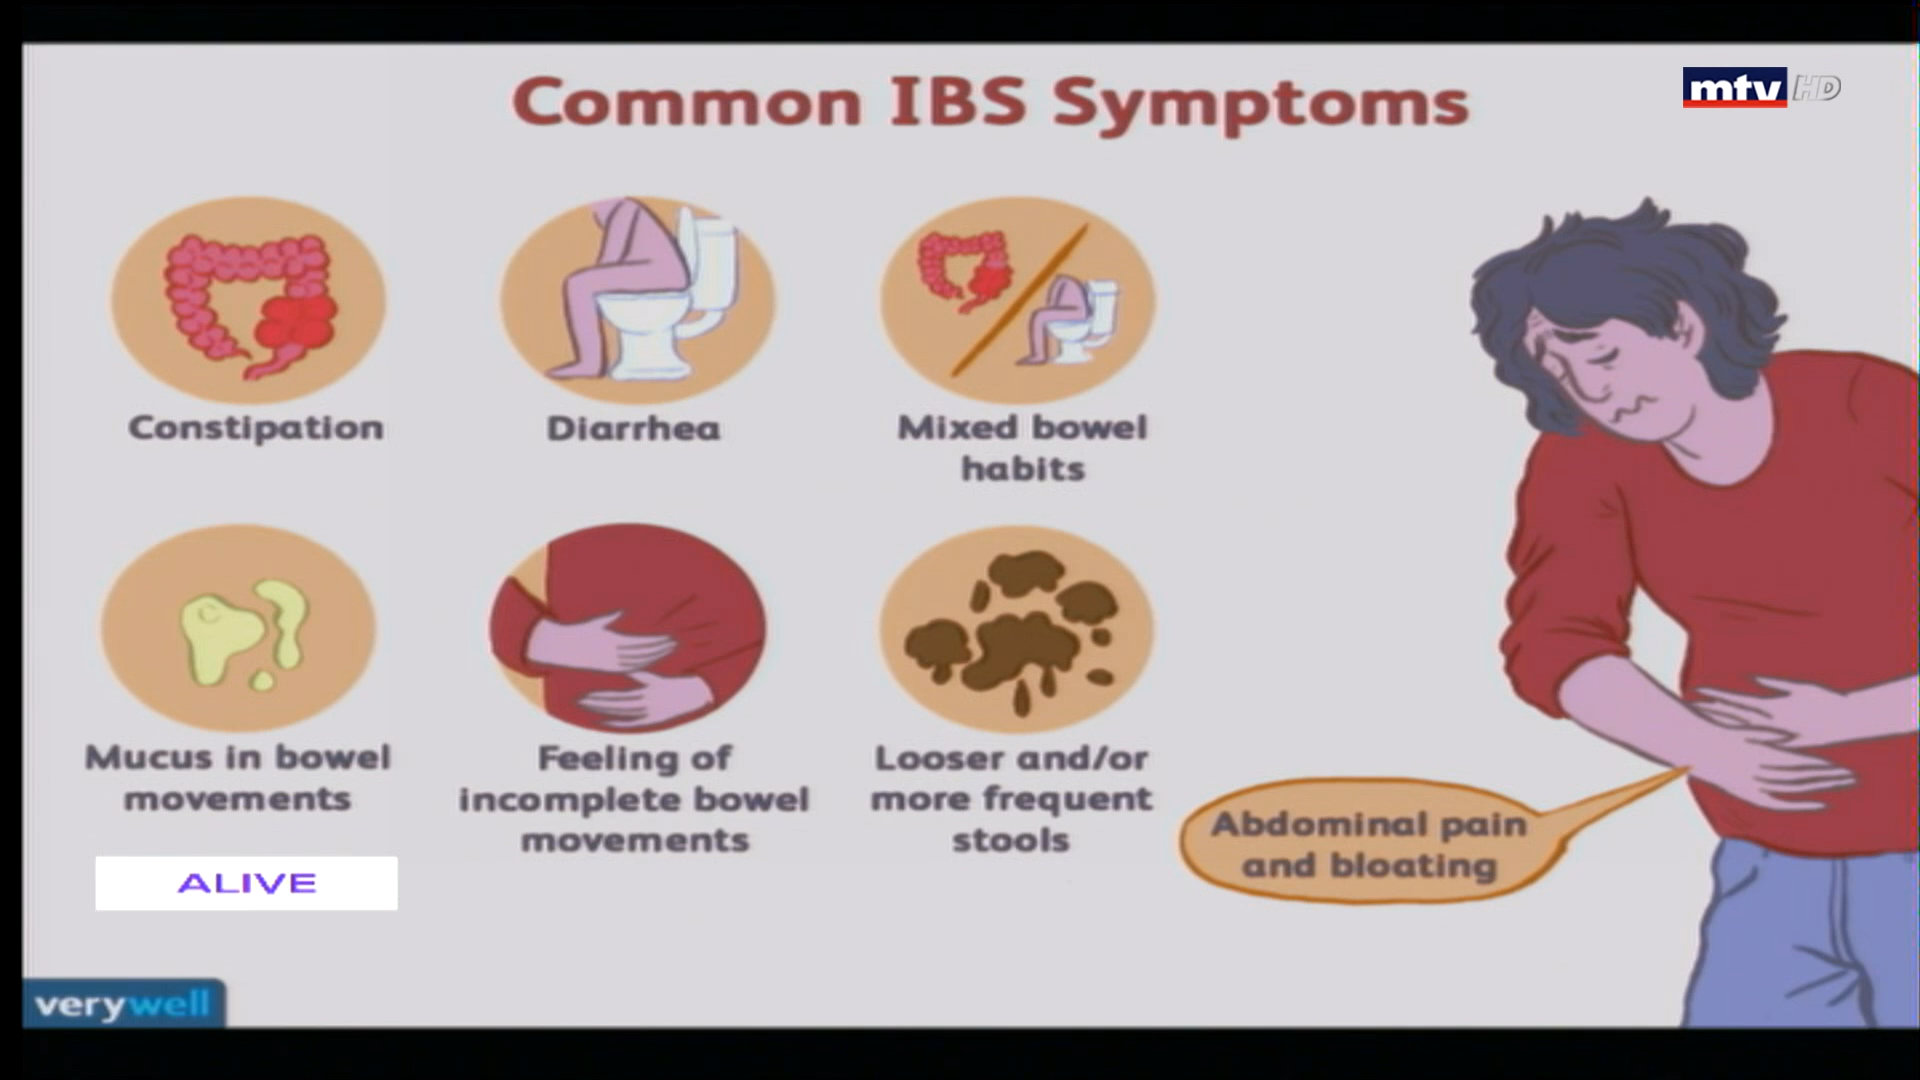 Common IBS Symptoms
mtv HD
Constipation
Diarrhea
Mixed bowel
habits
Mucus in bowel
movements
Feeling of
incomplete bowel
movements
Looser and/or
more frequent
stools
Abdominal pain
and bloating
ALIVE
verywell